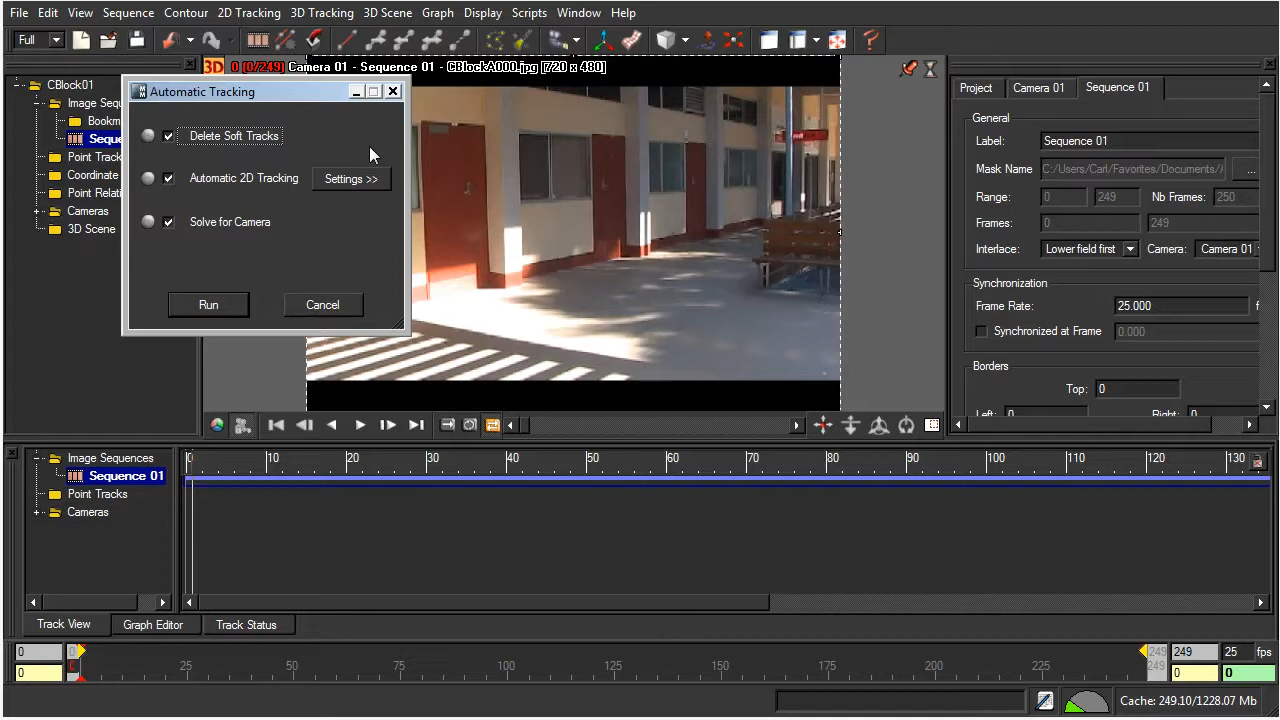 File Edit View Sequence Contour 2D Tracking 3D Tracking 3D Scene Graph Display Scripts Window Help
Full
3D 0 [0/249] Camera 01 - Sequence 01 - CBlockA000.jpg [720 x 480]
CBlock01
Image Sequ
Bookm
Seque
Point Track
Coordinate
Point Relati
Cameras
3D Scene
Automatic Tracking
Delete Soft Tracks
Automatic 2D Tracking Settings >>
Solve for Camera
Run Cancel
Project Camera 01 Sequence 01
General
Label: Sequence 01
Mask Name C:/Users/Carl/Favorites/Documents// ...
Range: 0 249 Nb Frames: 250
Frames: 0 249
Interlace: Lower field first Camera: Camera 01
Synchronization
Frame Rate: 25.000 f
Synchronized at Frame 0.000
Borders
Top: 0
Left: 0 Right: 0
Image Sequences
Sequence 01
Point Tracks
Cameras
0 10 20 30 40 50 60 70 80 90 100 110 120 130
Track View Graph Editor Track Status
0 0 249 249 25 fps
0 0 25 50 75 100 125 150 175 200 225 249 0 0
Cache: 249.10/1228.07 Mb